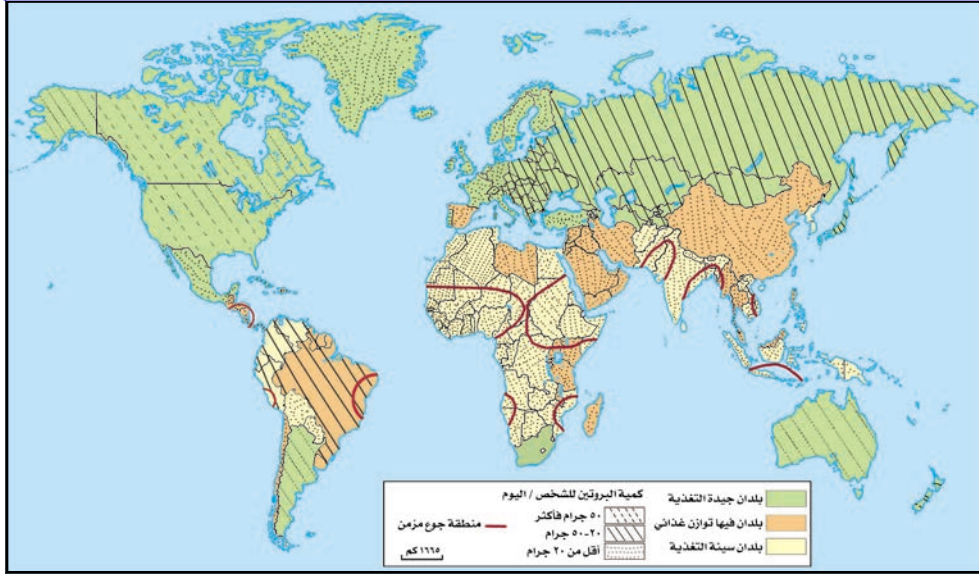 كمية البروتين للشخص / اليوم
بلدان جيدة التغذية
٥٠ جرام فأكثر
منطقة جوع مزمن
بلدان فيها توازن غذائي
٢٠-٥٠ جرام
أقل من ٢٠ جرام
بلدان سيئة التغذية
١٦٦٥ كم